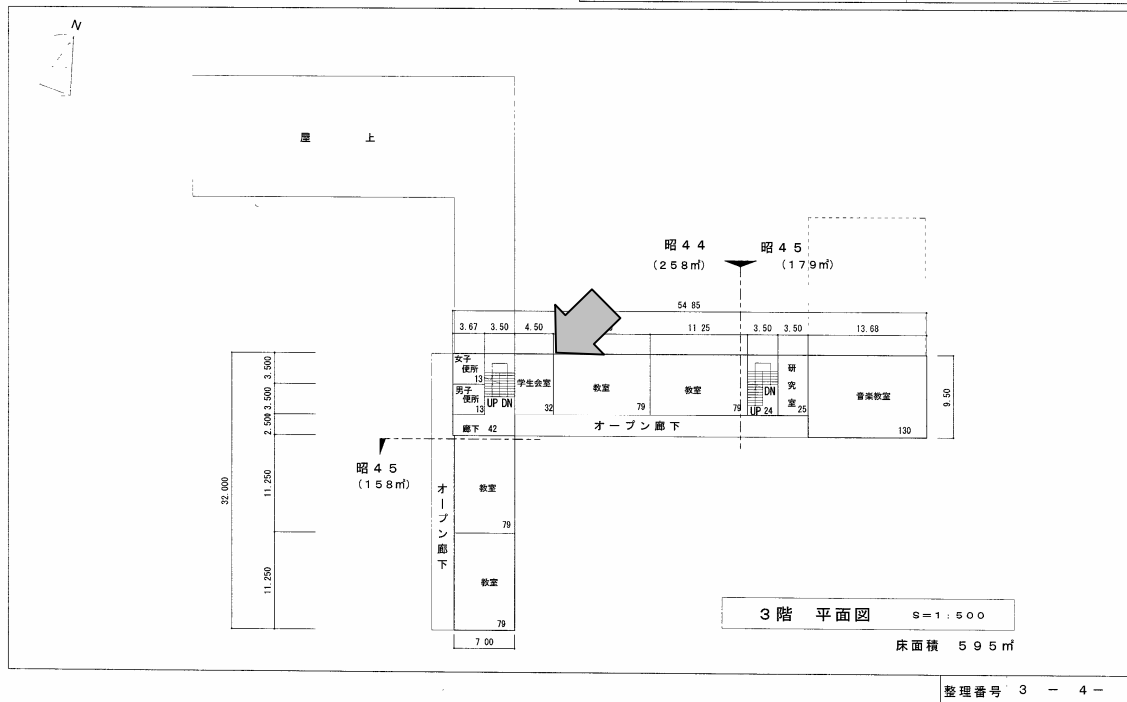 N
屋 上
昭44 昭45
(258㎡) (179㎡)
54 85
3.67 3.50 4.50 11 25 3.50 3.50 13.68
女子
便所
13
男子
便所
13
UP DN
学生会室
32
教室
79
教室
79
DN
UP 24
研究室
25
音楽教室
130
9.50
廊下 42
オープン廊下
3.500
3.500
2.500
11.250
11.250
32.000
昭45
(158㎡)
オープン廊下
教室
79
教室
79
7 00
3階 平面図 S=1:500
床面積 595㎡
整理番号 3 － 4－